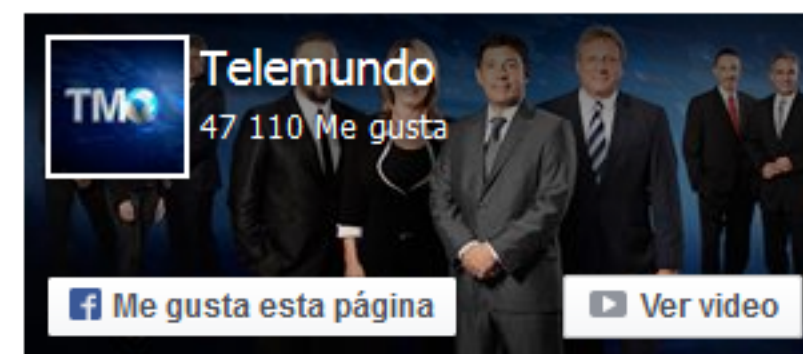 TMO
Telemundo
47 110 Me gusta
Me gusta esta página
Ver video